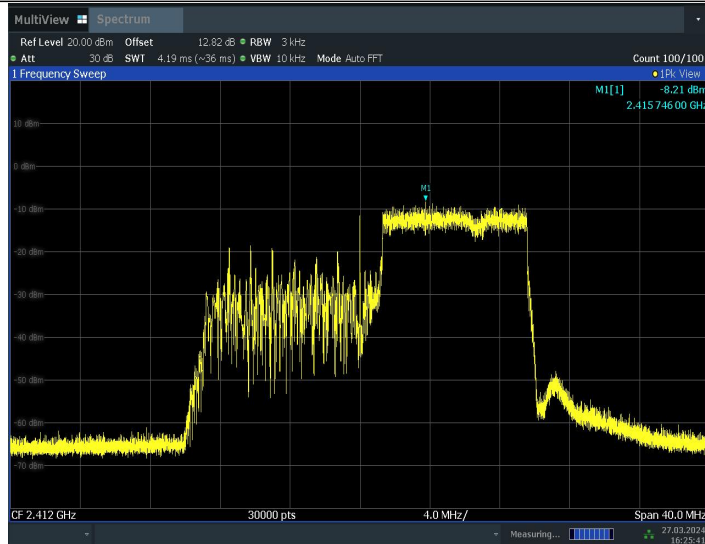 MultiView Spectrum
Ref Level 20.00 dBm Offset 12.82 dB RBW 3 kHz
Att 30 dB SWT 4.19 ms (~36 ms) VBW 10 kHz Mode Auto FFT Count 100/100
1 Frequency Sweep 1Pk View
M1[1] -8.21 dBm
2.415 746 00 GHz
10 dBm
0 dBm
M1
-10 dBm
-20 dBm
-30 dBm
-40 dBm
-50 dBm
-60 dBm
-70 dBm
CF 2.412 GHz 30000 pts 4.0 MHz/ Span 40.0 MHz
Measuring... 27.03.2024
16:25:41